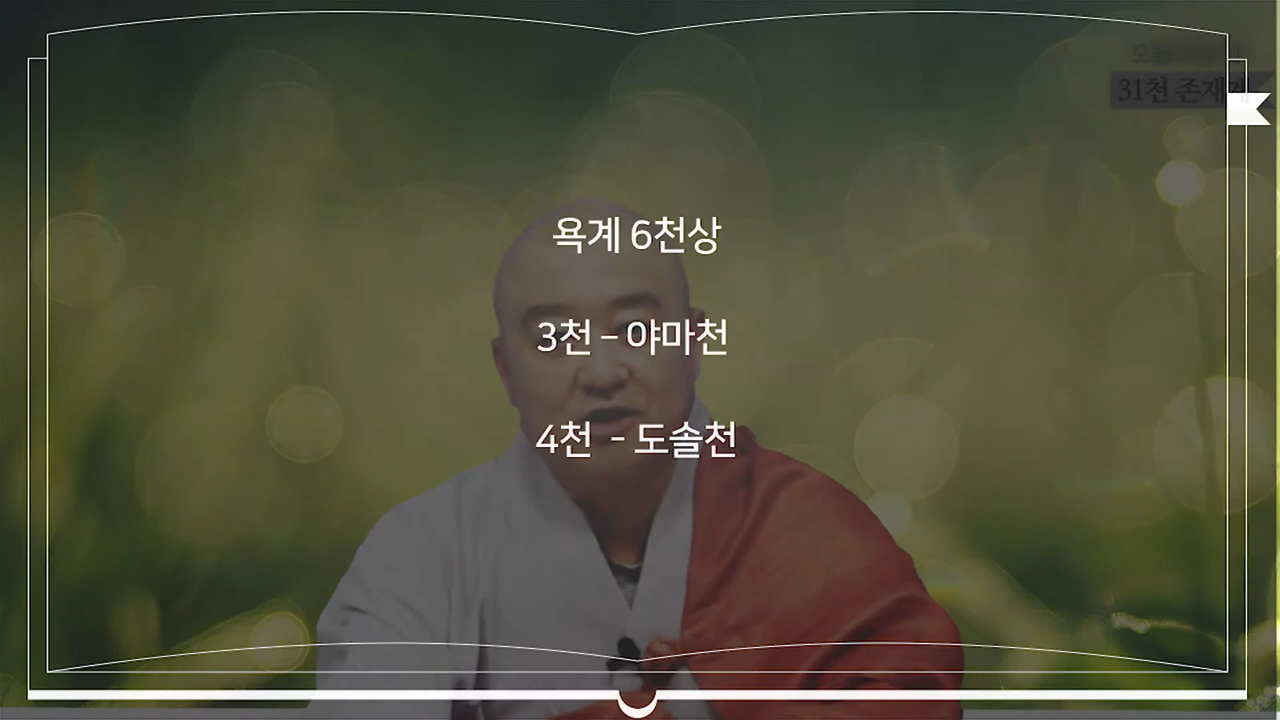 31천 존재계
욕계 6천상
3천 – 야마천
4천 - 도솔천